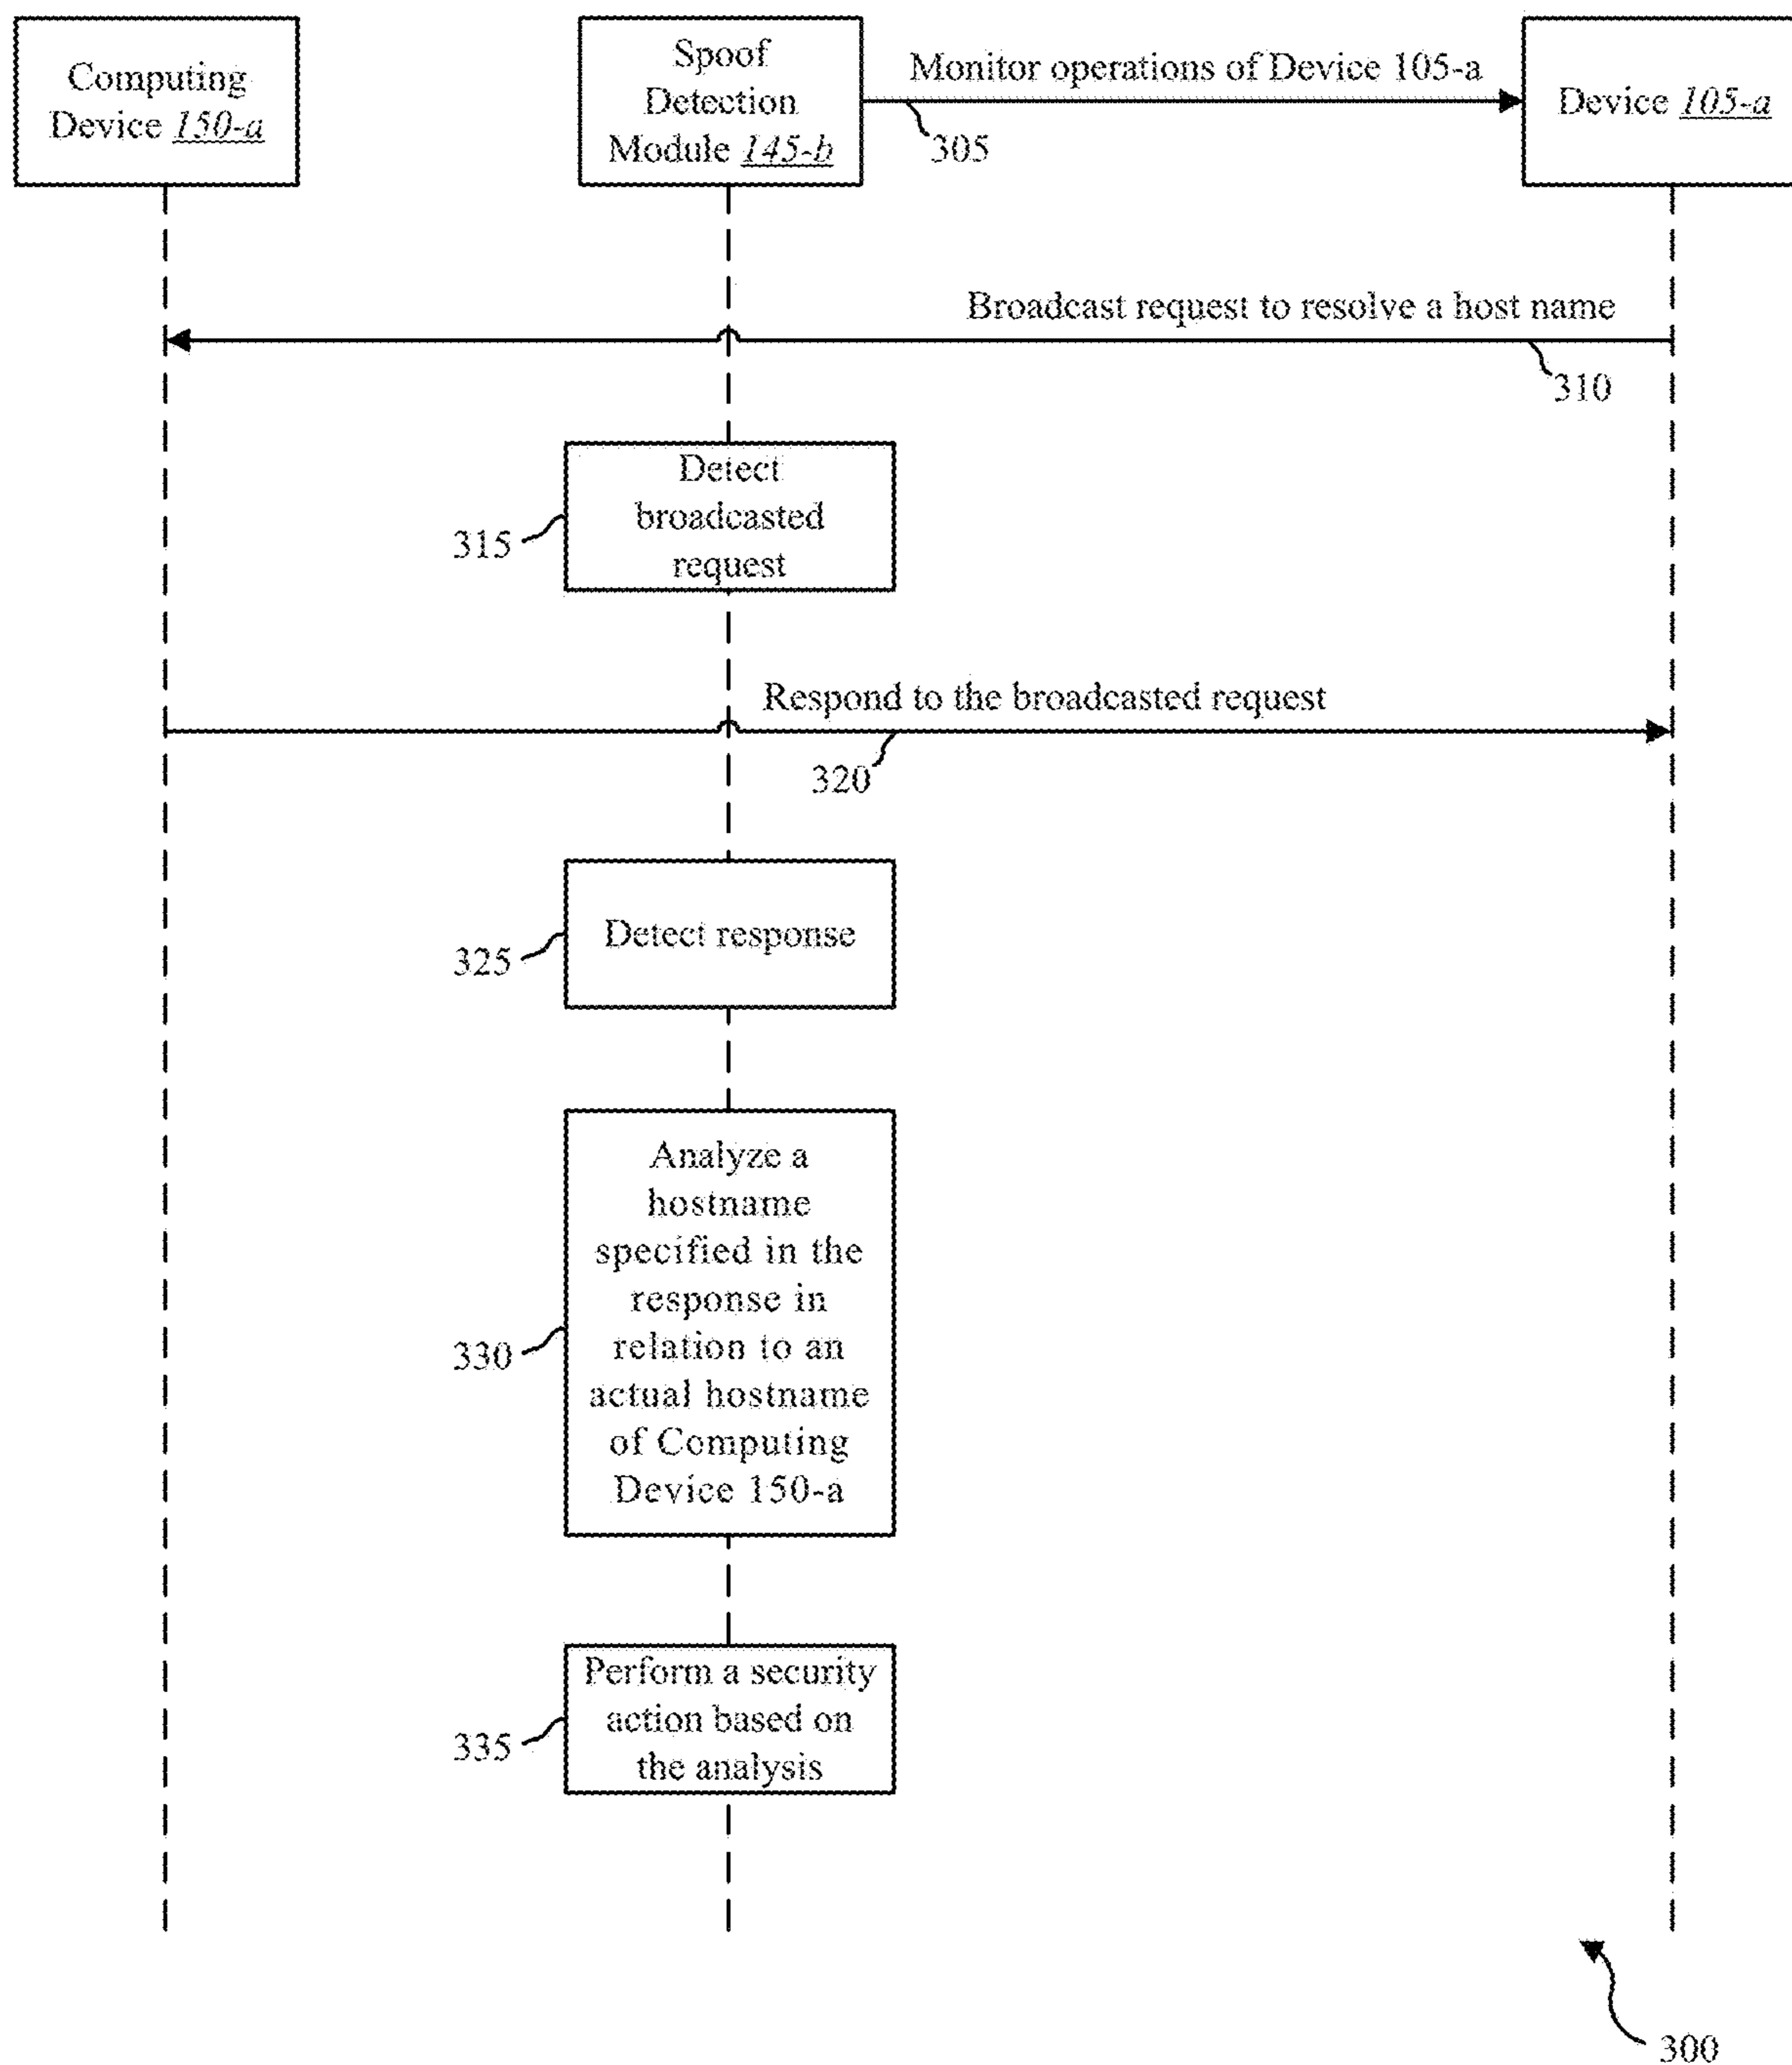 Computing
Device 150-a
Spoof
Detection
Module 145-b
Monitor operations of Device 105-a
305
Device 105-a
Broadcast request to resolve a host name
310
Detect
broadcasted
request
315
Respond to the broadcasted request
320
Detect response
325
Analyze a
hostname
specified in the
response in
relation to an
actual hostname
of Computing
Device 150-a
330
Perform a security
action based on
the analysis
335
300